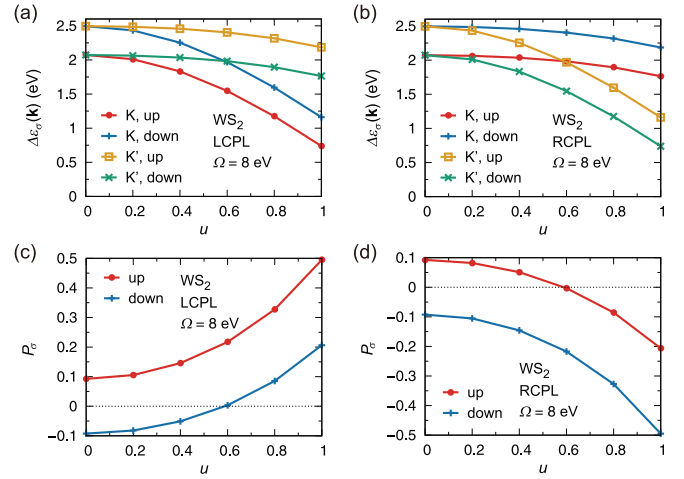 (a)
2.5
2
1.5
1
0.5
0
Δε_σ(k) (eV)
K, up
K, down
K', up
K', down
WS₂
LCPL
Ω = 8 eV
0 0.2 0.4 0.6 0.8 1
u
(b)
2.5
2
1.5
1
0.5
0
Δε_σ(k) (eV)
K, up
K, down
K', up
K', down
WS₂
RCPL
Ω = 8 eV
0 0.2 0.4 0.6 0.8 1
u
(c)
0.5
0.4
0.3
0.2
0.1
0
−0.1
P_σ
up
down
WS₂
LCPL
Ω = 8 eV
0 0.2 0.4 0.6 0.8 1
u
(d)
0.1
0
−0.1
−0.2
−0.3
−0.4
−0.5
P_σ
up
down
WS₂
RCPL
Ω = 8 eV
0 0.2 0.4 0.6 0.8 1
u